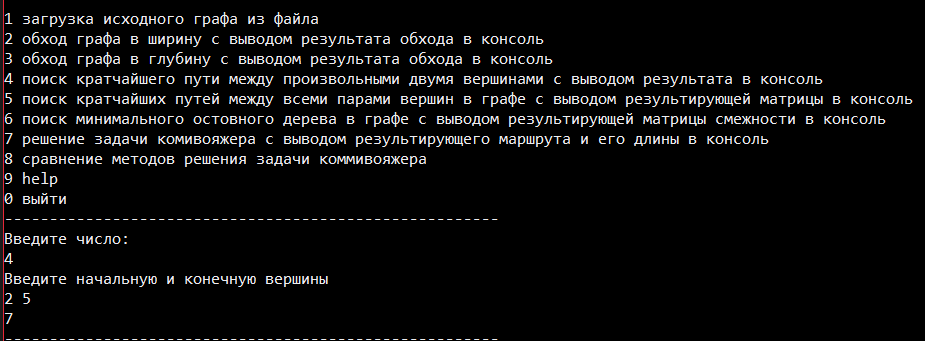 1 загрузка исходного графа из файла
2 обход графа в ширину с выводом результата обхода в консоль
3 обход графа в глубину с выводом результата обхода в консоль
4 поиск кратчайшего пути между произвольными двумя вершинами с выводом результата в консоль
5 поиск кратчайших путей между всеми парами вершин в графе с выводом результирующей матрицы в консоль
6 поиск минимального остовного дерева в графе с выводом результирующей матрицы смежности в консоль
7 решение задачи комивояжера с выводом результирующего маршрута и его длины в консоль
8 сравнение методов решения задачи коммивояжера
9 help
0 выйти
-------------------------------------------------------
Введите число:
4
Введите начальную и конечную вершины
2 5
7
-------------------------------------------------------